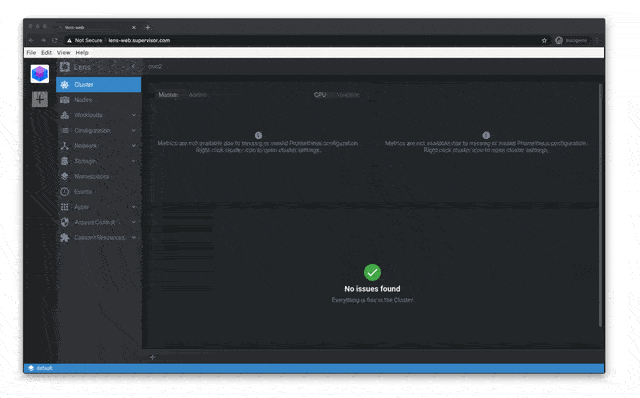 lens-web
Not Secure | lens-web.supervisor.com
Incognito
File Edit View Help
Lens
Cluster
Nodes
Workloads
Configuration
Network
Storage
Namespaces
Events
Apps
Access Control
Custom Resources
Master
CPU
Metrics are not available due to missing or invalid Prometheus configuration.
Right click cluster icon to open cluster settings.
Metrics are not available due to missing or invalid Prometheus configuration.
Right click cluster icon to open cluster settings.
No issues found
Everything is fine in the Cluster
default